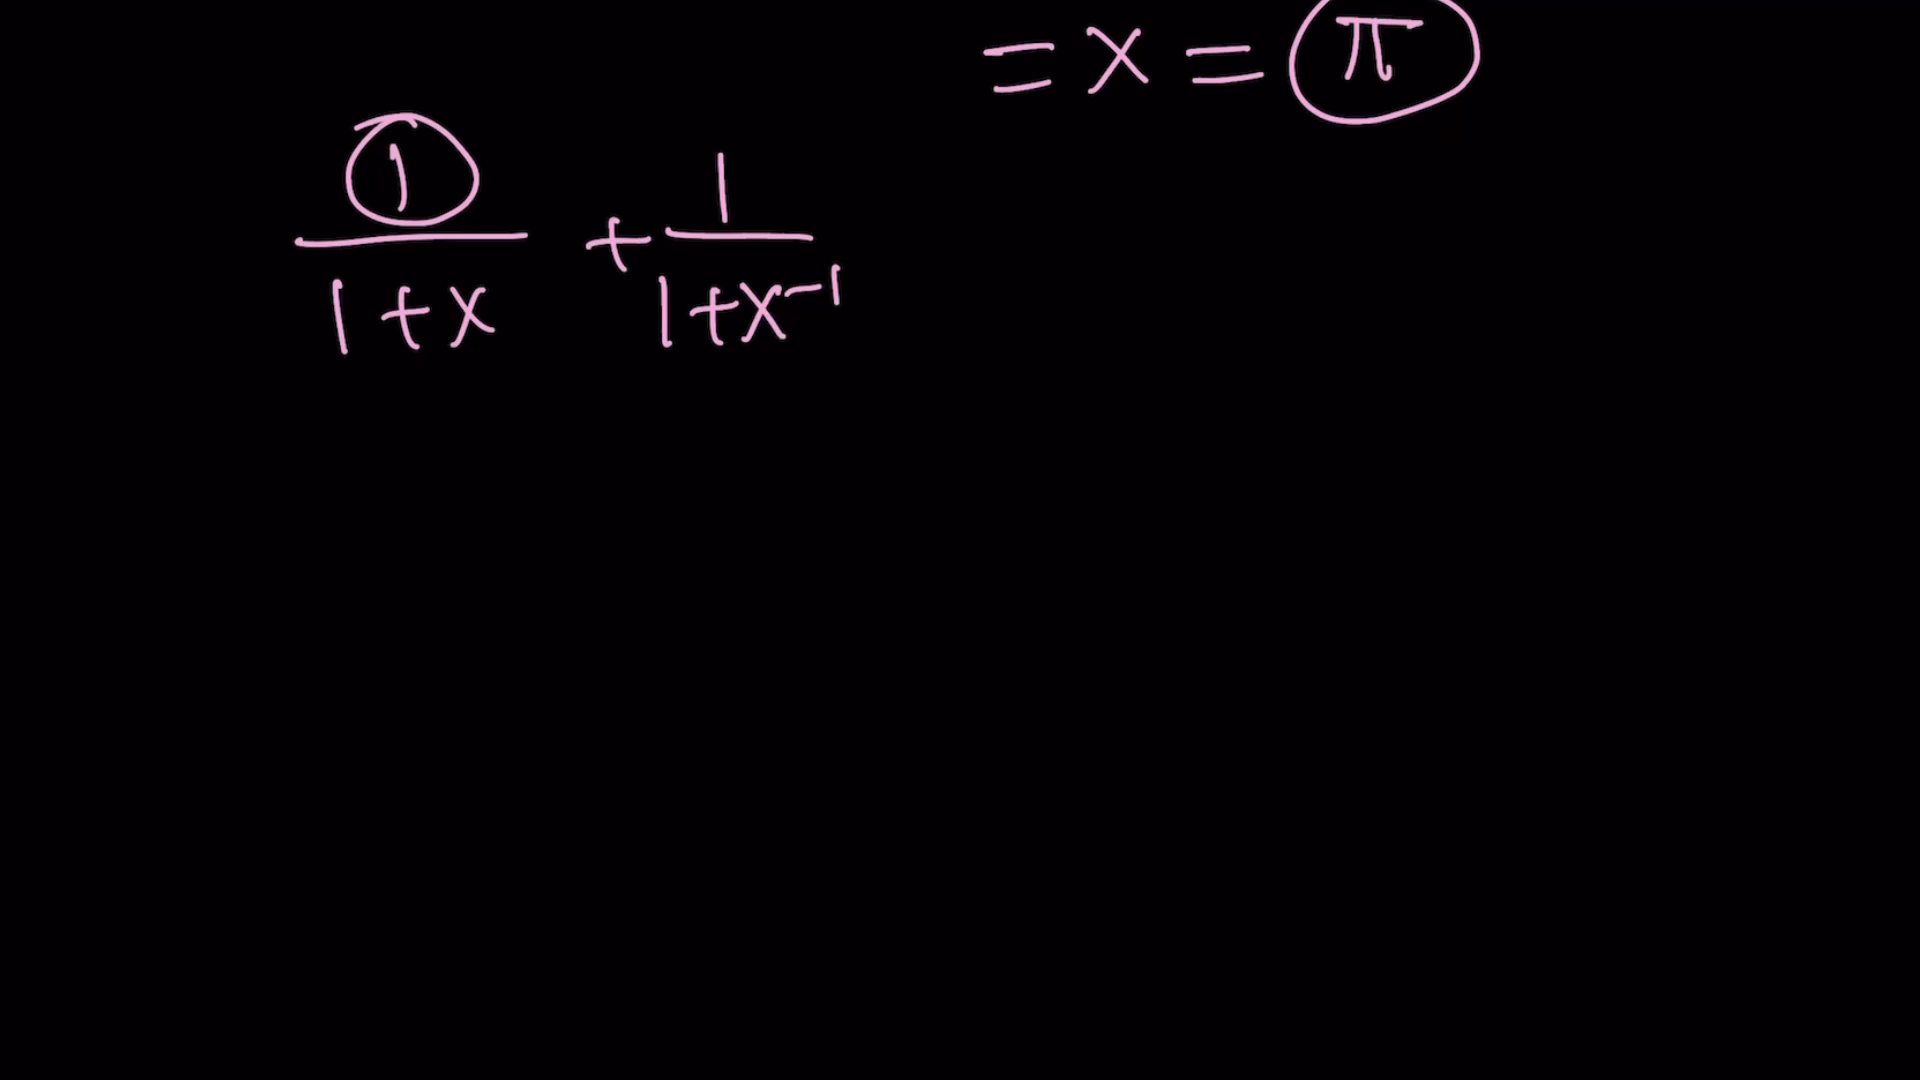 = x = π
1/(1+x) + 1/(1+x⁻¹)